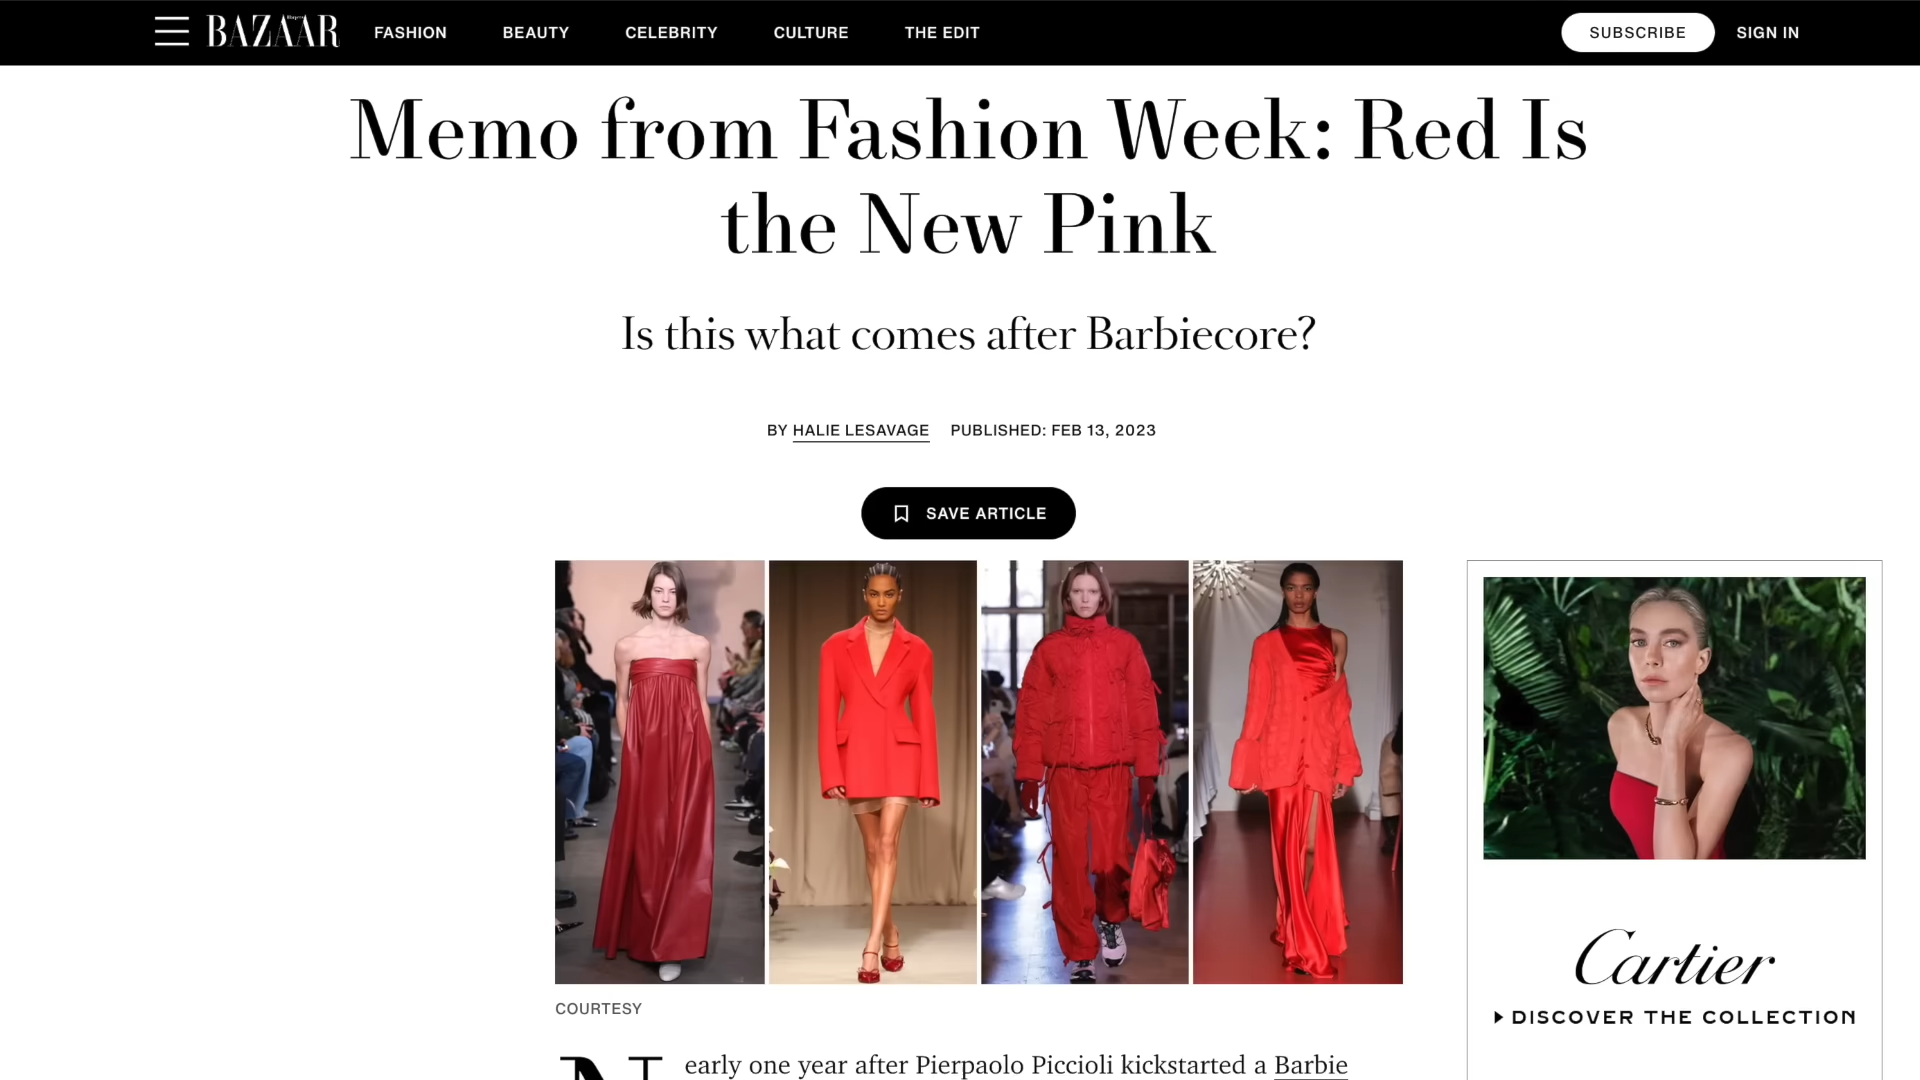 Harper's
BAZAAR
FASHION
BEAUTY
CELEBRITY
CULTURE
THE EDIT
SUBSCRIBE
SIGN IN
Memo from Fashion Week: Red Is
the New Pink
Is this what comes after Barbiecore?
BY HALIE LESAVAGE PUBLISHED: FEB 13, 2023
SAVE ARTICLE
COURTESY
Nearly one year after Pierpaolo Piccioli kickstarted a Barbie
Cartier
DISCOVER THE COLLECTION